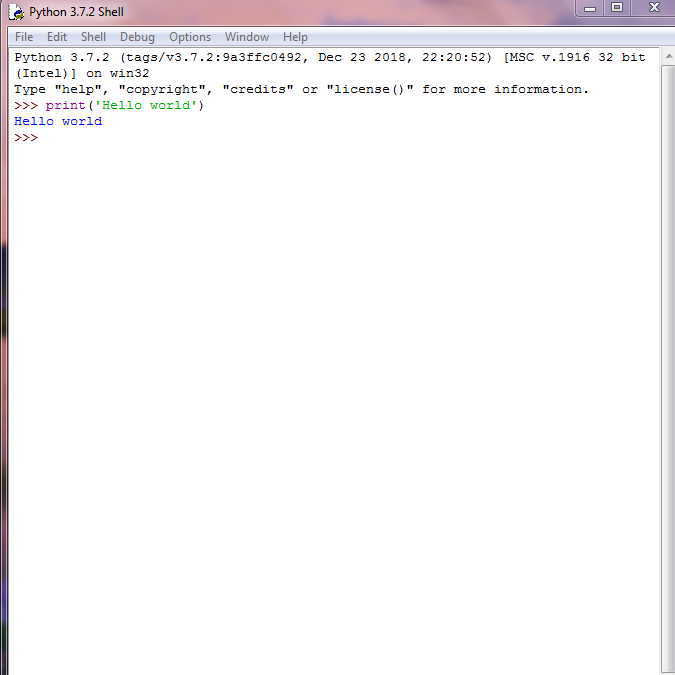 Python 3.7.2 Shell
File Edit Shell Debug Options Window Help
Python 3.7.2 (tags/v3.7.2:9a3ffc0492, Dec 23 2018, 22:20:52) [MSC v.1916 32 bit
(Intel)] on win32
Type "help", "copyright", "credits" or "license()" for more information.
>>> print('Hello world')
Hello world
>>>